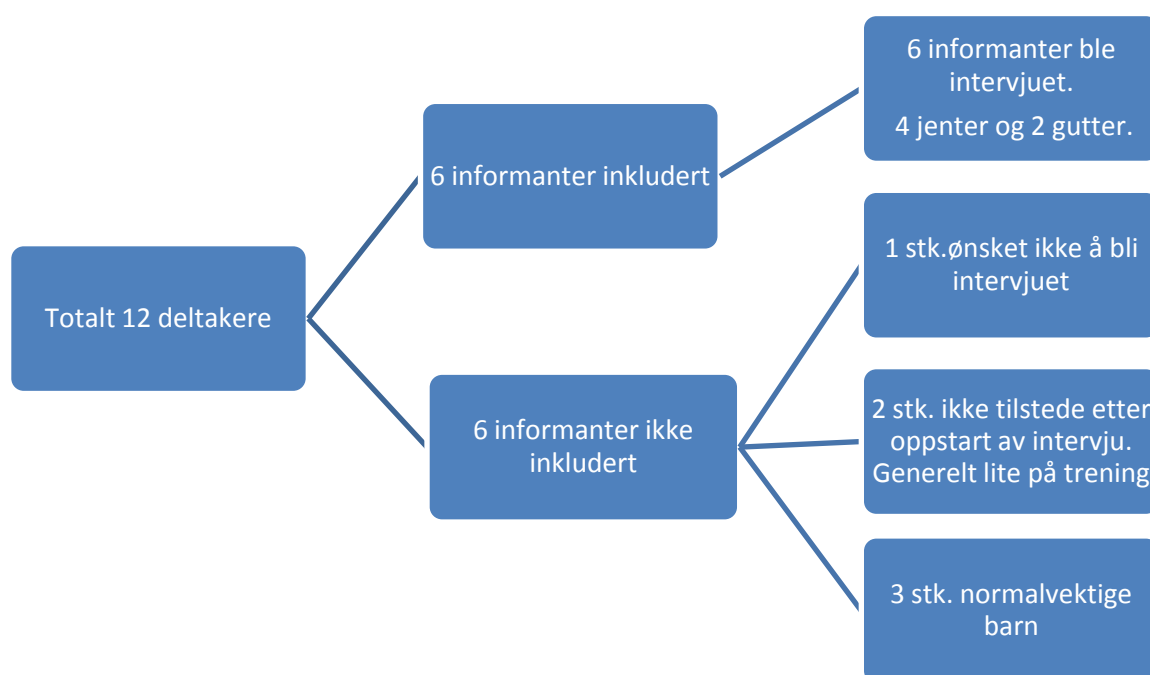 Totalt 12 deltakere
6 informanter inkludert
6 informanter ble
intervjuet.
4 jenter og 2 gutter.
6 informanter ikke
inkludert
1 stk.ønsket ikke å bli
intervjuet
2 stk. ikke tilstede etter
oppstart av intervju.
Generelt lite på trening
3 stk. normalvektige
barn